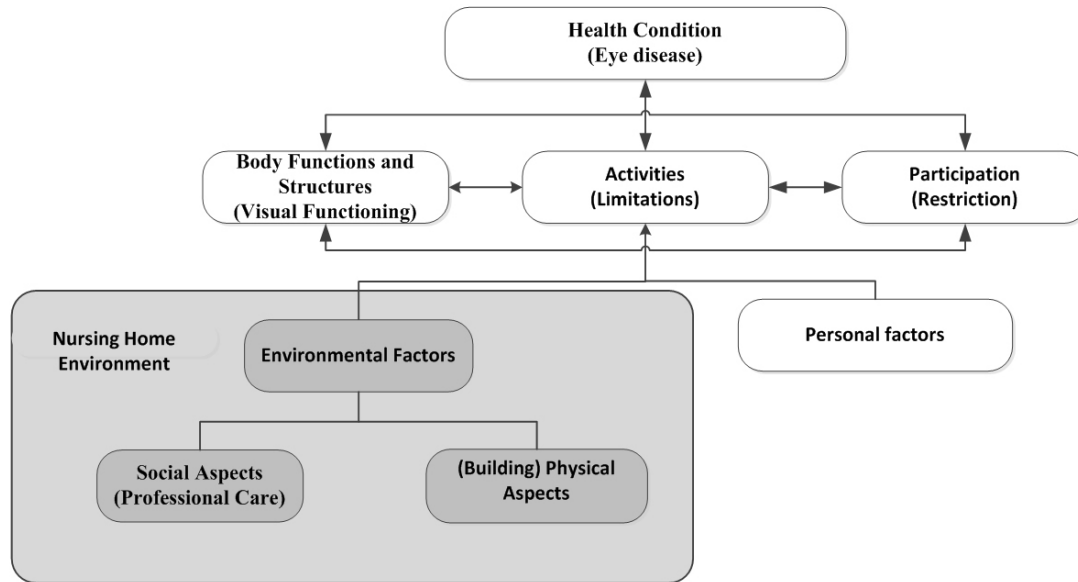 Health Condition
(Eye disease)
Body Functions and
Structures
(Visual Functioning)
Activities
(Limitations)
Participation
(Restriction)
Nursing Home
Environment
Environmental Factors
Personal factors
Social Aspects
(Professional Care)
(Building) Physical
Aspects